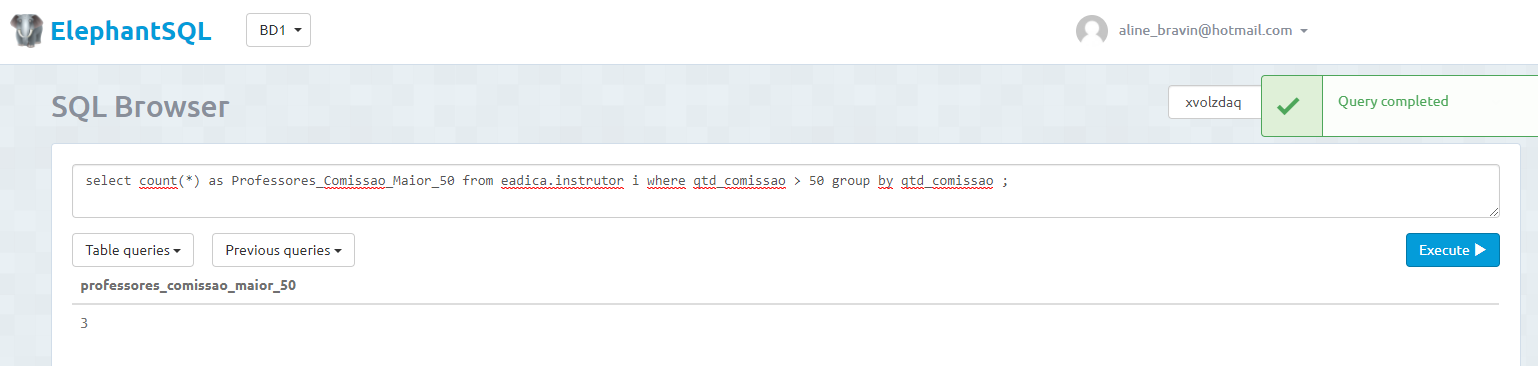 ElephantSQL BD1 aline_bravin@hotmail.com
SQL Browser xvolzdaq Query completed
select count(*) as Professores_Comissao_Maior_50 from eadica.instrutor i where qtd_comissao > 50 group by qtd_comissao ;
Table queries Previous queries Execute
professores_comissao_maior_50
3